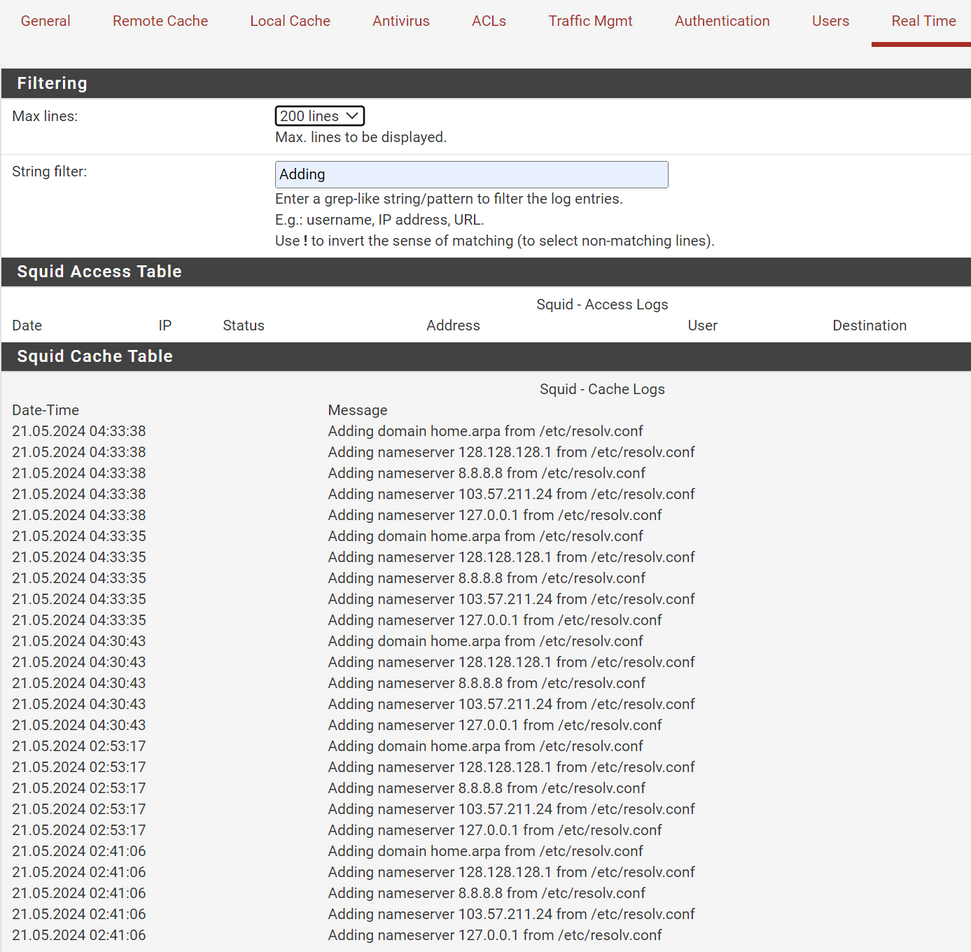 General Remote Cache Local Cache Antivirus ACLs Traffic Mgmt Authentication Users Real Time
Filtering
Max lines: 200 lines
Max. lines to be displayed.
String filter: Adding
Enter a grep-like string/pattern to filter the log entries.
E.g.: username, IP address, URL.
Use ! to invert the sense of matching (to select non-matching lines).
Squid Access Table
Squid - Access Logs
Date IP Status Address User Destination
Squid Cache Table
Squid - Cache Logs
Date-Time Message
21.05.2024 04:33:38 Adding domain home.arpa from /etc/resolv.conf
21.05.2024 04:33:38 Adding nameserver 128.128.128.1 from /etc/resolv.conf
21.05.2024 04:33:38 Adding nameserver 8.8.8.8 from /etc/resolv.conf
21.05.2024 04:33:38 Adding nameserver 103.57.211.24 from /etc/resolv.conf
21.05.2024 04:33:38 Adding nameserver 127.0.0.1 from /etc/resolv.conf
21.05.2024 04:33:35 Adding domain home.arpa from /etc/resolv.conf
21.05.2024 04:33:35 Adding nameserver 128.128.128.1 from /etc/resolv.conf
21.05.2024 04:33:35 Adding nameserver 8.8.8.8 from /etc/resolv.conf
21.05.2024 04:33:35 Adding nameserver 103.57.211.24 from /etc/resolv.conf
21.05.2024 04:33:35 Adding nameserver 127.0.0.1 from /etc/resolv.conf
21.05.2024 04:30:43 Adding domain home.arpa from /etc/resolv.conf
21.05.2024 04:30:43 Adding nameserver 128.128.128.1 from /etc/resolv.conf
21.05.2024 04:30:43 Adding nameserver 8.8.8.8 from /etc/resolv.conf
21.05.2024 04:30:43 Adding nameserver 103.57.211.24 from /etc/resolv.conf
21.05.2024 04:30:43 Adding nameserver 127.0.0.1 from /etc/resolv.conf
21.05.2024 02:53:17 Adding domain home.arpa from /etc/resolv.conf
21.05.2024 02:53:17 Adding nameserver 128.128.128.1 from /etc/resolv.conf
21.05.2024 02:53:17 Adding nameserver 8.8.8.8 from /etc/resolv.conf
21.05.2024 02:53:17 Adding nameserver 103.57.211.24 from /etc/resolv.conf
21.05.2024 02:53:17 Adding nameserver 127.0.0.1 from /etc/resolv.conf
21.05.2024 02:41:06 Adding domain home.arpa from /etc/resolv.conf
21.05.2024 02:41:06 Adding nameserver 128.128.128.1 from /etc/resolv.conf
21.05.2024 02:41:06 Adding nameserver 8.8.8.8 from /etc/resolv.conf
21.05.2024 02:41:06 Adding nameserver 103.57.211.24 from /etc/resolv.conf
21.05.2024 02:41:06 Adding nameserver 127.0.0.1 from /etc/resolv.conf